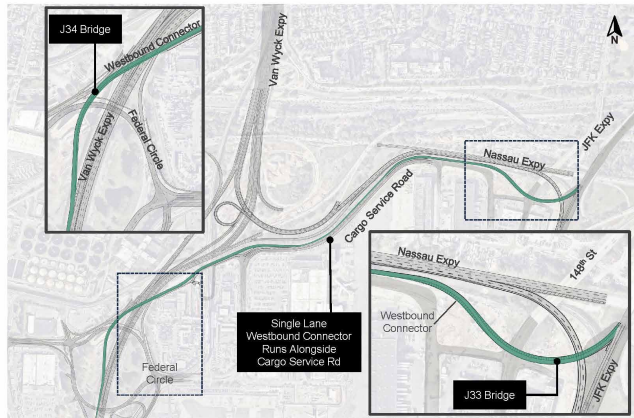 J34 Bridge
Westbound Connector
Van Wyck Expy
Federal Circle
Van Wyck Expy
N
JFK Expy
Nassau Expy
Cargo Service Road
Single Lane
Westbound Connector
Runs Alongside
Cargo Service Rd
Federal
Circle
Nassau Expy
148th St
Westbound
Connector
J33 Bridge
JFK Expy